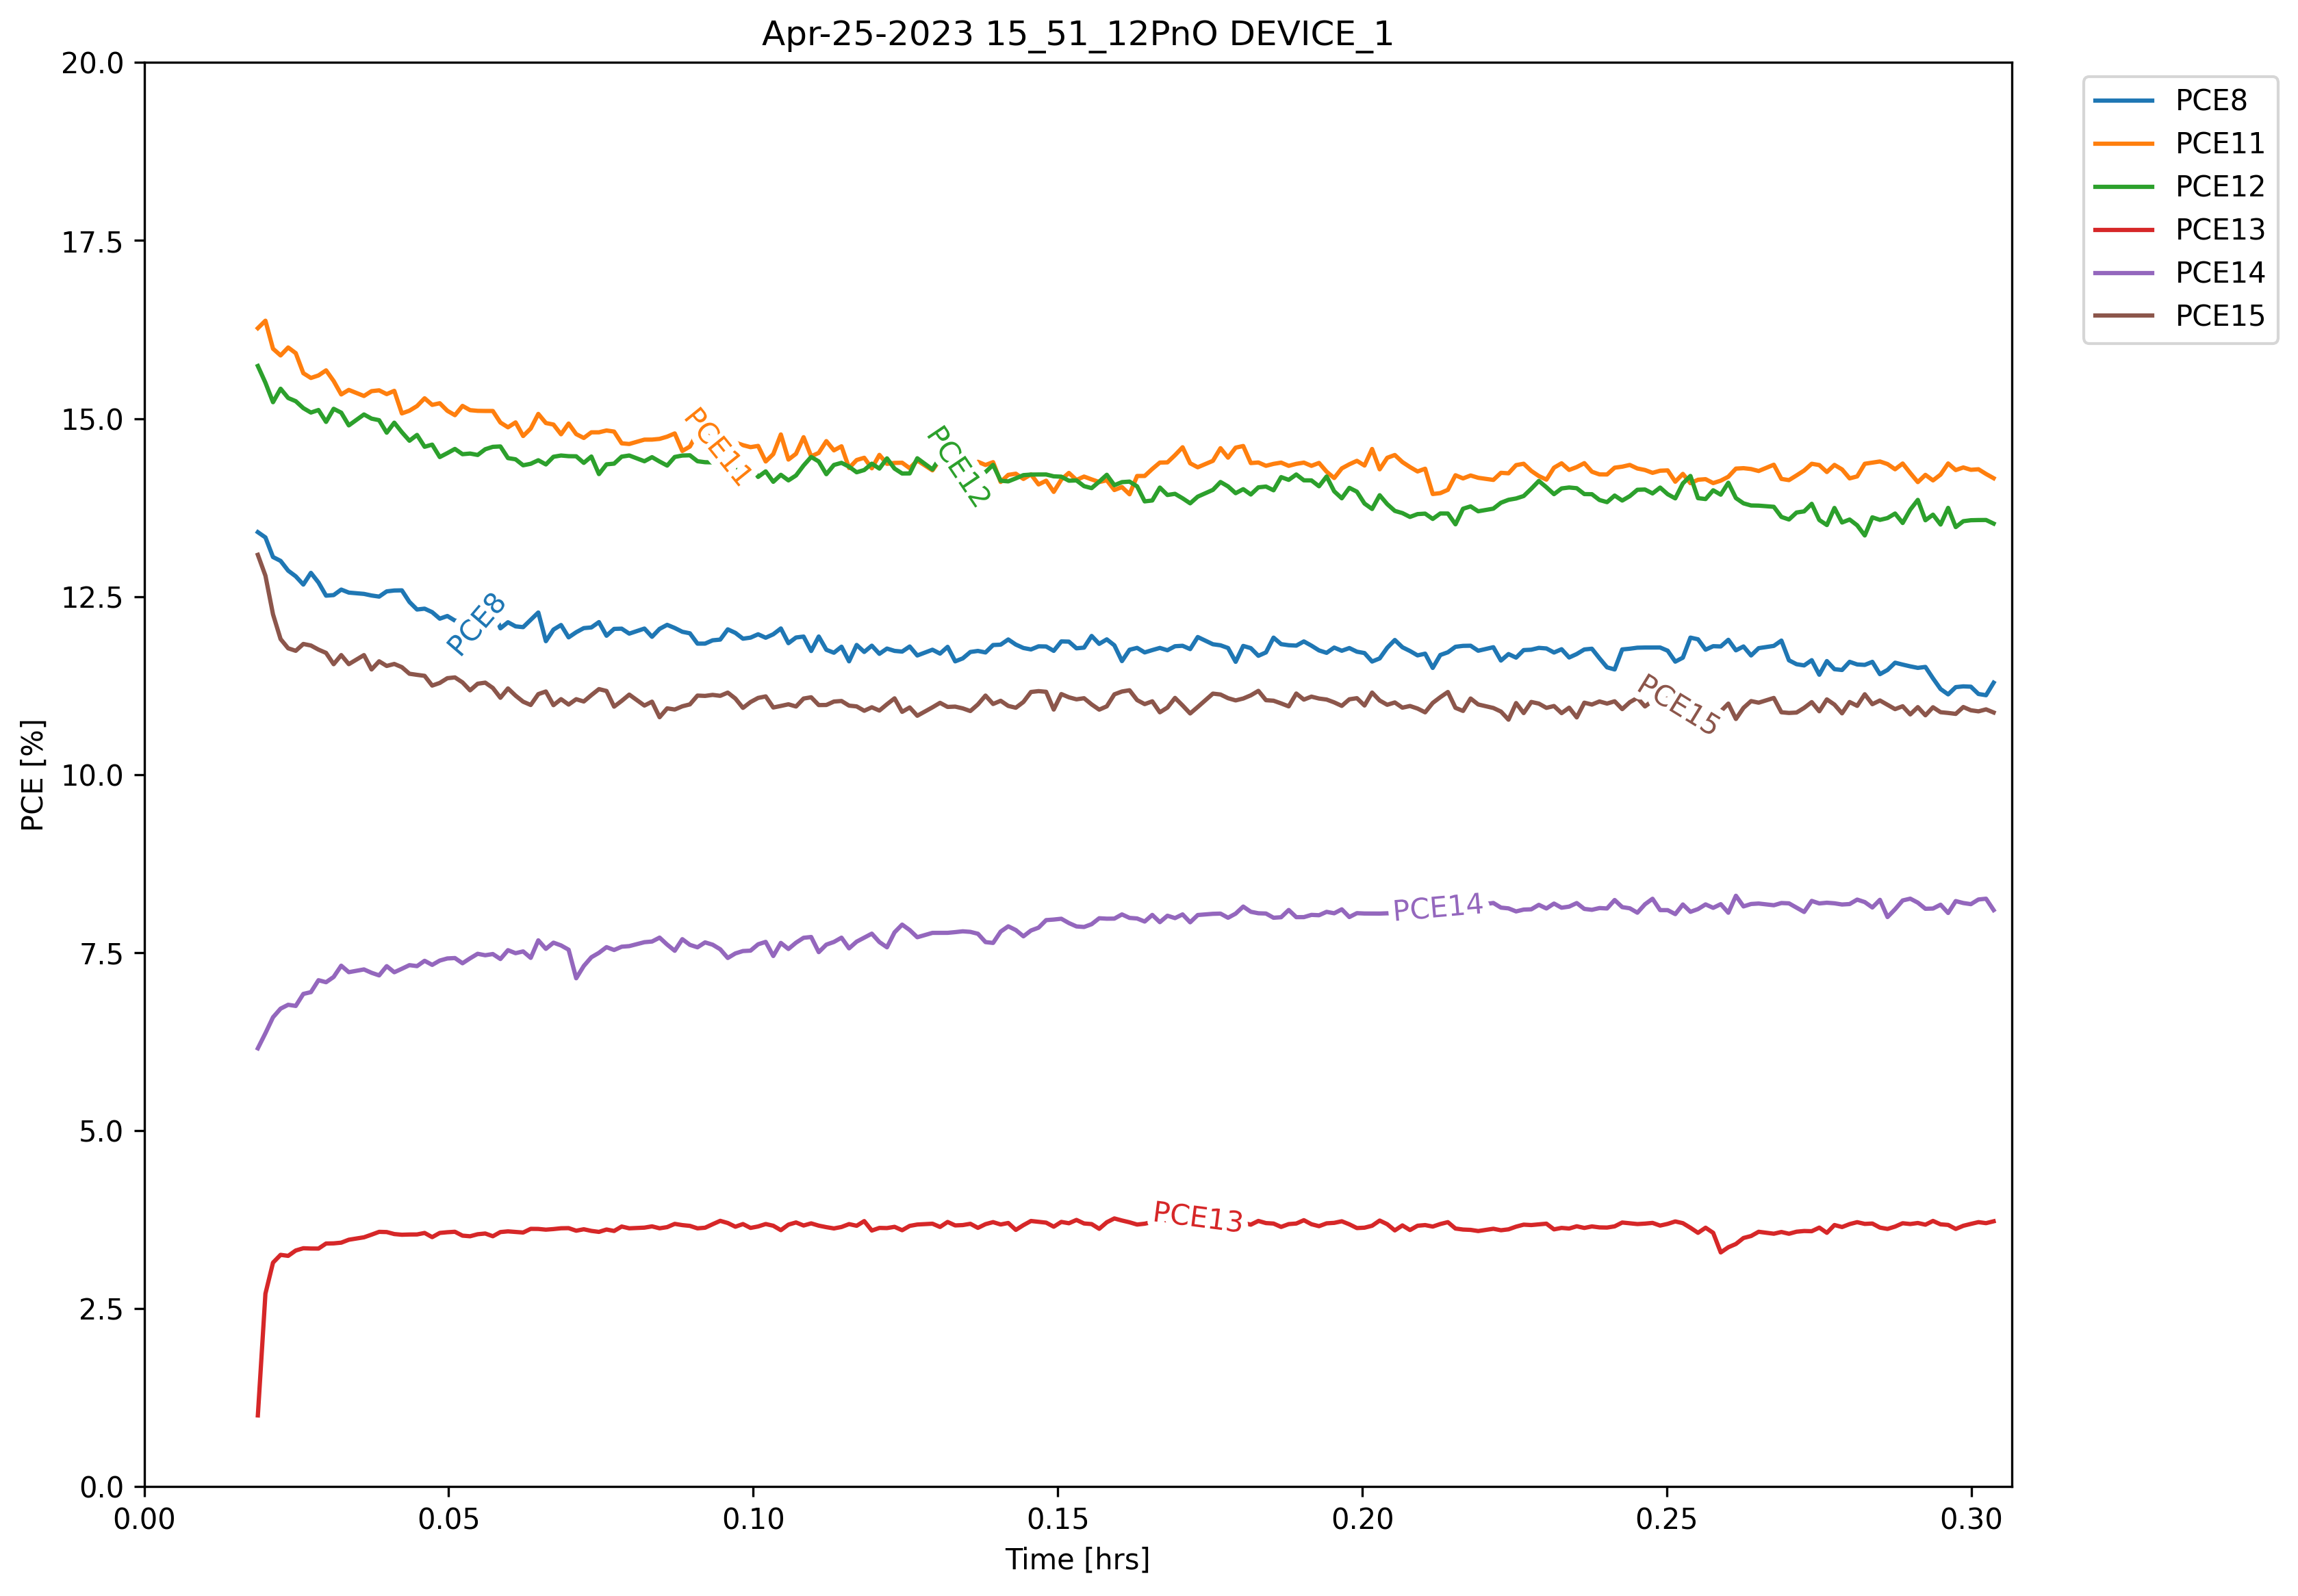 Apr-25-2023 15_51_12PnO DEVICE_1
PCE [%]
20.0
17.5
15.0
12.5
10.0
7.5
5.0
2.5
0.0
0.00
0.05
0.10
0.15
0.20
0.25
0.30
Time [hrs]
PCE11
PCE12
PCE8
PCE15
PCE14
PCE13
PCE8
PCE11
PCE12
PCE13
PCE14
PCE15